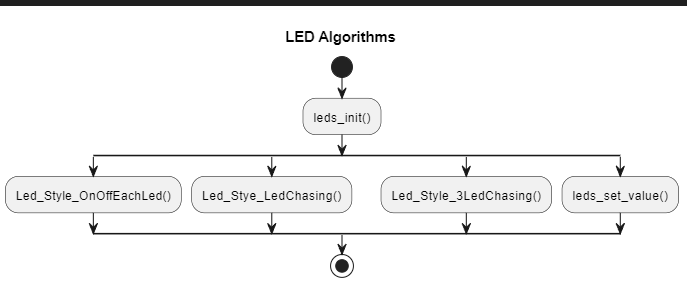 LED Algorithms
leds_init()
Led_Style_OnOffEachLed()
Led_Stye_LedChasing()
Led_Style_3LedChasing()
leds_set_value()